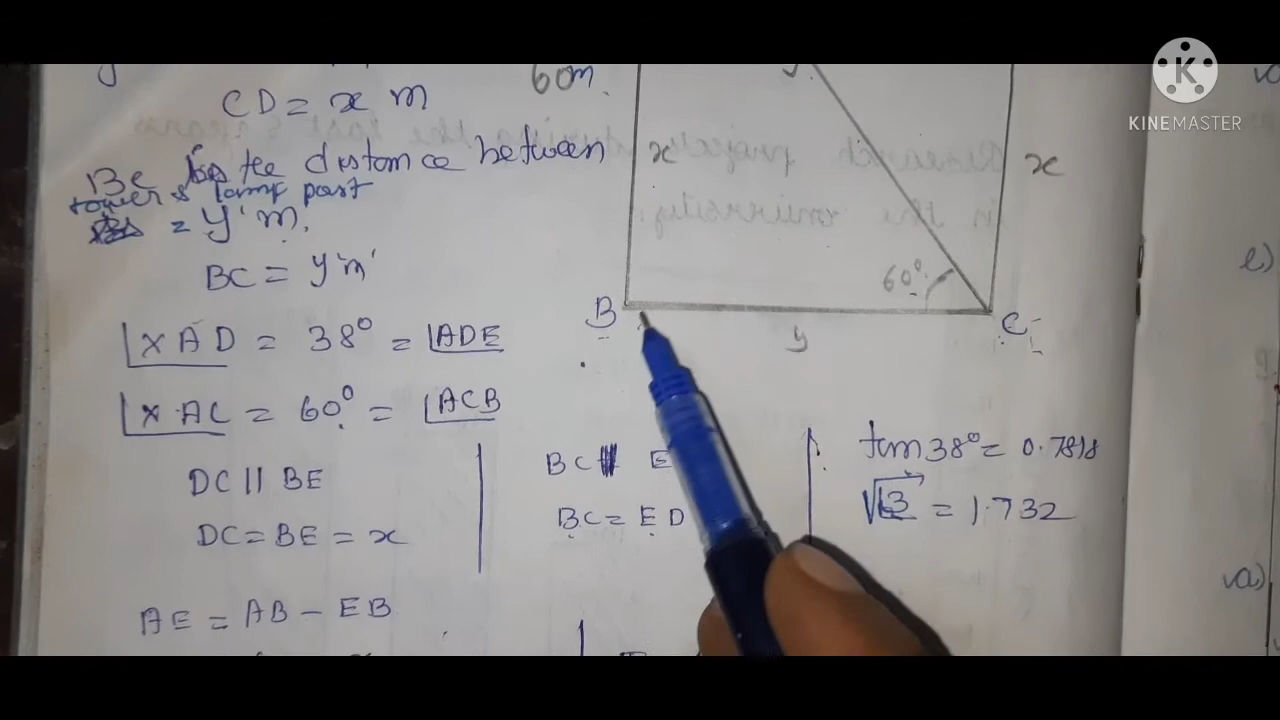 60m.
CD = x m
Be the distance between
tower & lamp post
= y'm.
BC = y'm'
∠XAD = 38° = ∠ADE
∠XAC = 60° = ∠ACB
DC || BE
DC = BE = x
AE = AB - EB
BC || E
BC = ED
tan 38° = 0.7818
√3 = 1.732
x
x
60°
B
C
y
K
KINEMASTER
e)
va)